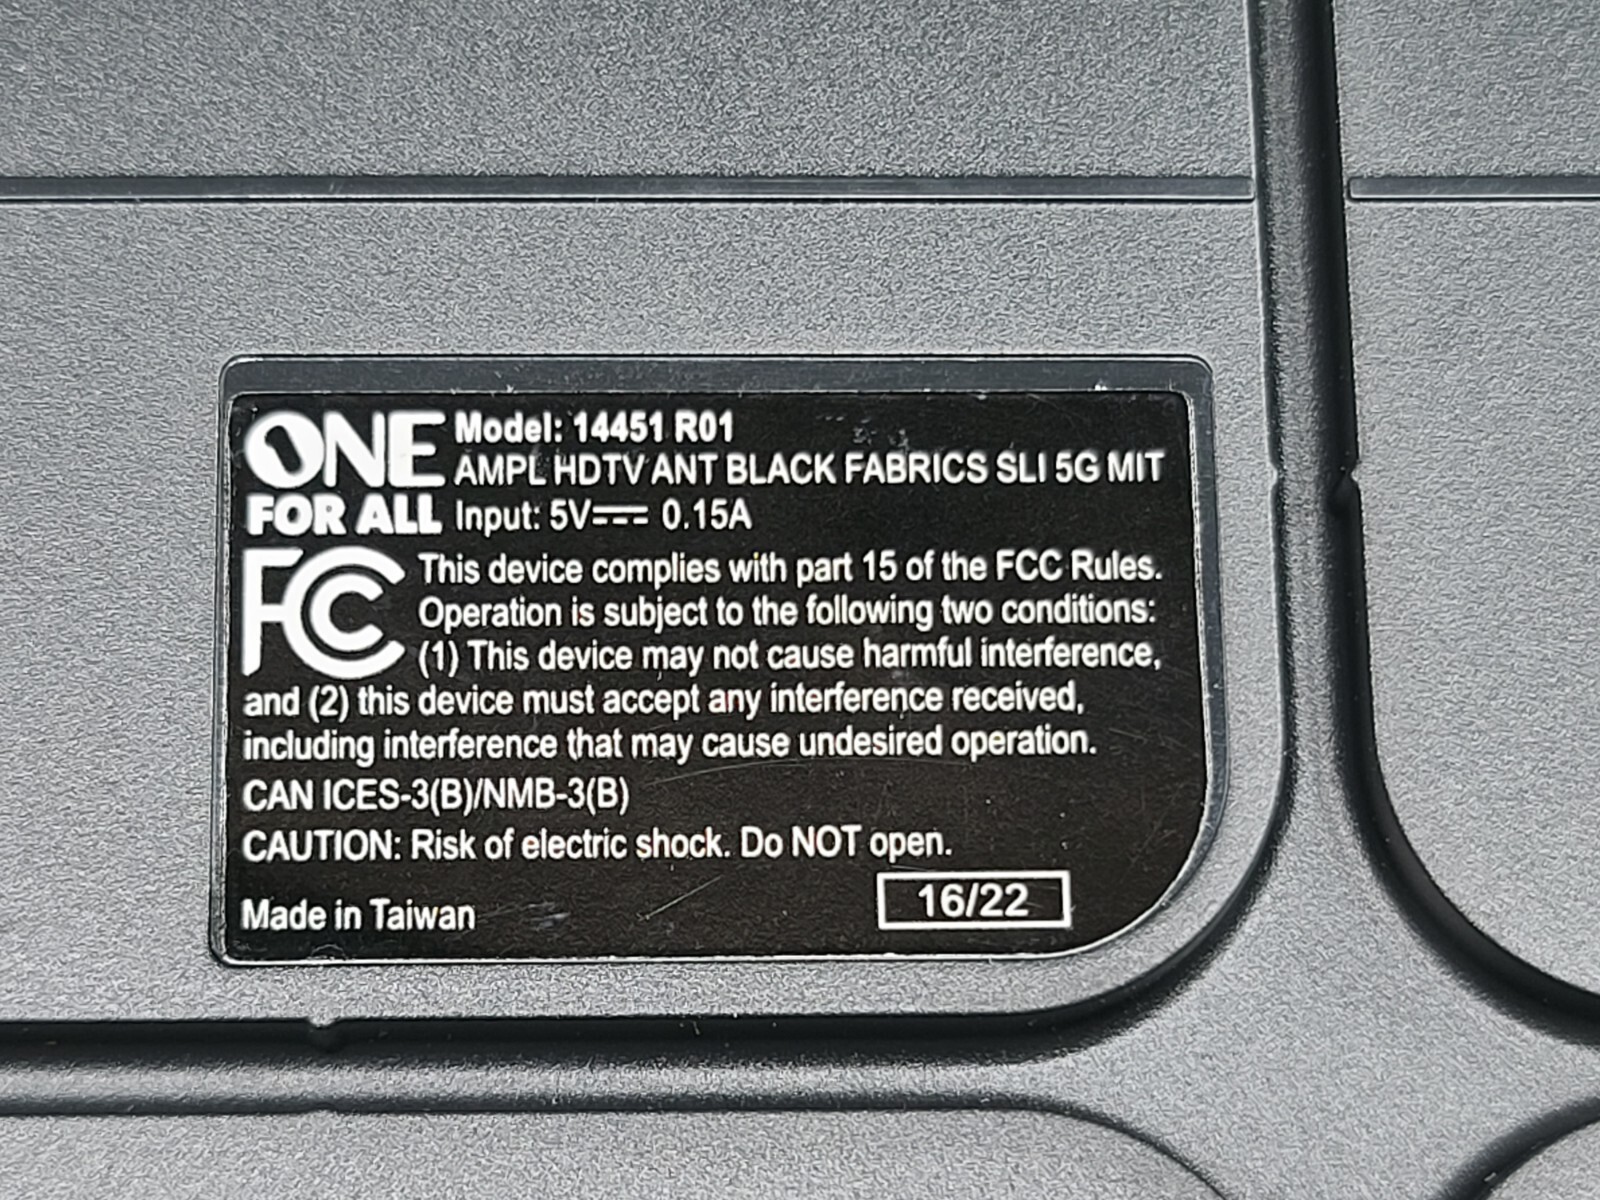 ONE
FOR ALL
Model: 14451 R01
AMPL HDTV ANT BLACK FABRICS SLI 5G MIT
Input: 5V⎓ 0.15A
FC
This device complies with part 15 of the FCC Rules.
Operation is subject to the following two conditions:
(1) This device may not cause harmful interference,
and (2) this device must accept any interference received,
including interference that may cause undesired operation.
CAN ICES-3(B)/NMB-3(B)
CAUTION: Risk of electric shock. Do NOT open.
Made in Taiwan
16/22